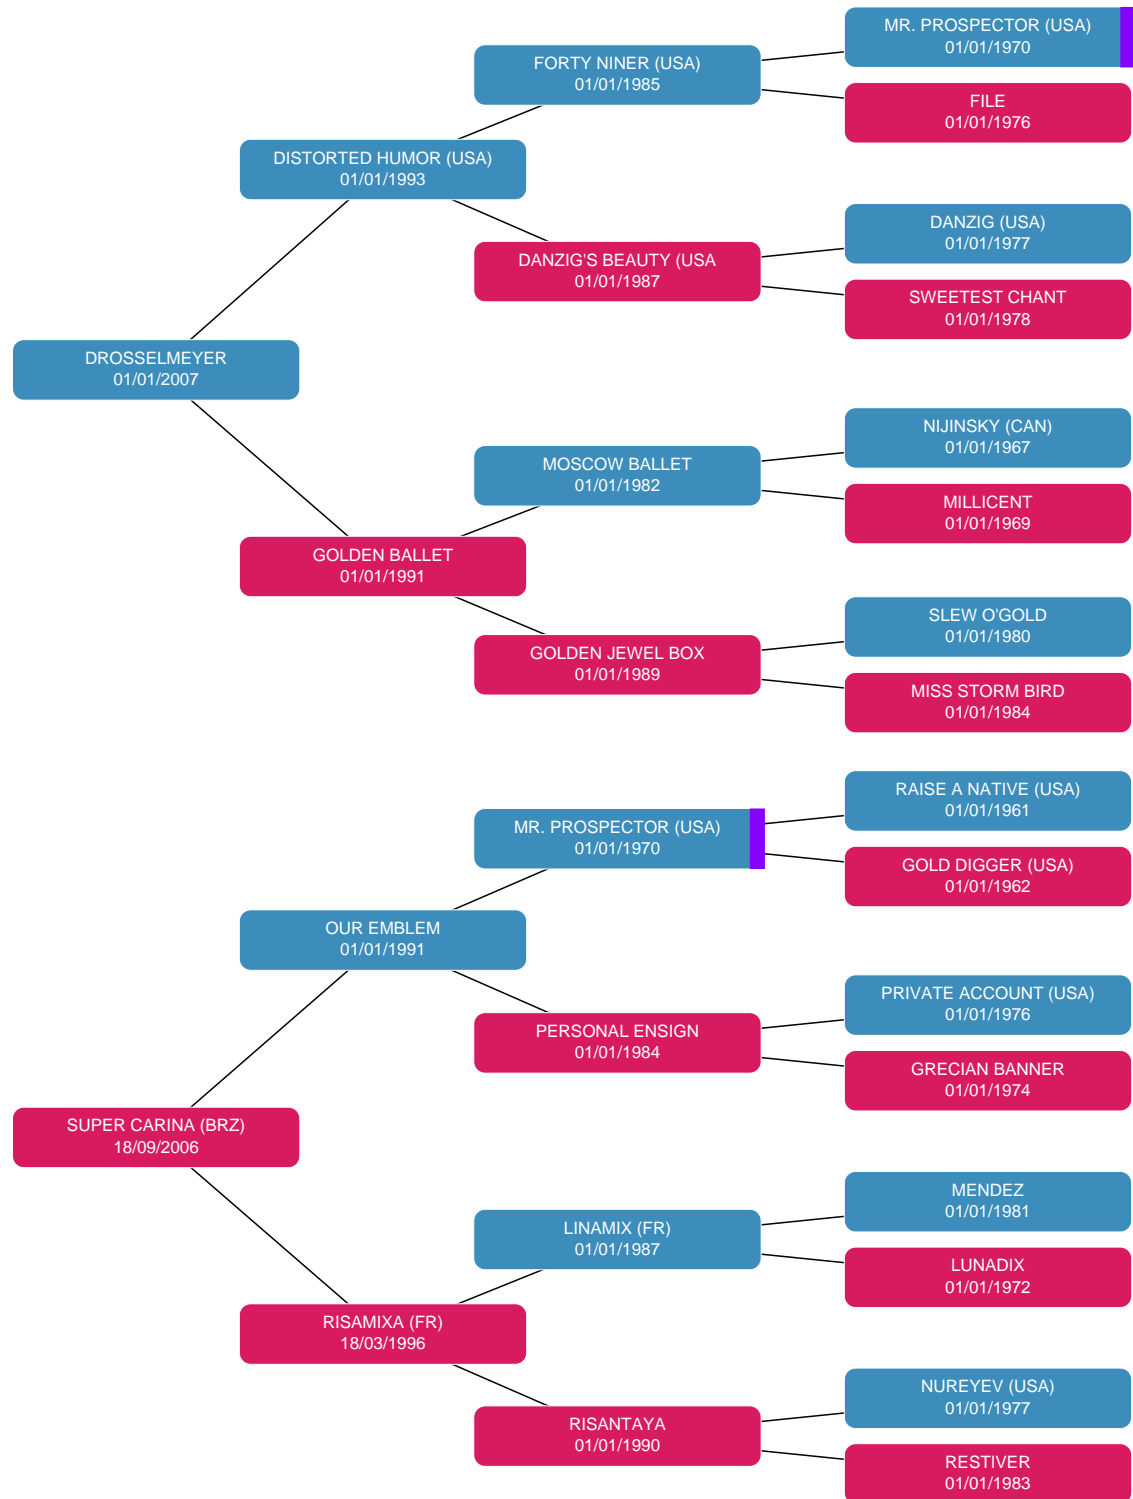 MR. PROSPECTOR (USA)
01/01/1970
FORTY NINER (USA)
01/01/1985
FILE
01/01/1976
DISTORTED HUMOR (USA)
01/01/1993
DANZIG (USA)
01/01/1977
DANZIG'S BEAUTY (USA
01/01/1987
SWEETEST CHANT
01/01/1978
DROSSELMEYER
01/01/2007
NIJINSKY (CAN)
01/01/1967
MOSCOW BALLET
01/01/1982
MILLICENT
01/01/1969
GOLDEN BALLET
01/01/1991
SLEW O'GOLD
01/01/1980
GOLDEN JEWEL BOX
01/01/1989
MISS STORM BIRD
01/01/1984
RAISE A NATIVE (USA)
01/01/1961
MR. PROSPECTOR (USA)
01/01/1970
GOLD DIGGER (USA)
01/01/1962
OUR EMBLEM
01/01/1991
PRIVATE ACCOUNT (USA)
01/01/1976
PERSONAL ENSIGN
01/01/1984
GRECIAN BANNER
01/01/1974
SUPER CARINA (BRZ)
18/09/2006
MENDEZ
01/01/1981
LINAMIX (FR)
01/01/1987
LUNADIX
01/01/1972
RISAMIXA (FR)
18/03/1996
NUREYEV (USA)
01/01/1977
RISANTAYA
01/01/1990
RESTIVER
01/01/1983